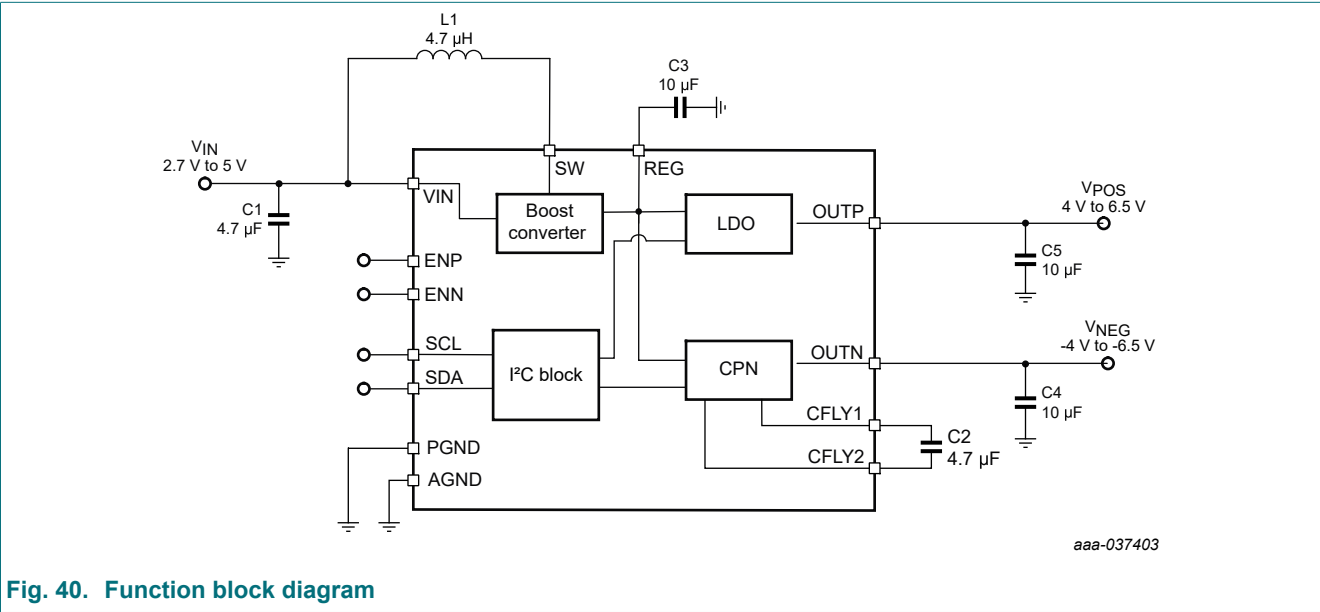 L1
4.7 µH
C3
10 µF
VIN
2.7 V to 5 V
SW
REG
VIN
C1
4.7 µF
Boost
converter
LDO
OUTP
VPOS
4 V to 6.5 V
C5
10 µF
ENP
ENN
SCL
SDA
I²C block
CPN
OUTN
VNEG
-4 V to -6.5 V
C4
10 µF
CFLY1
CFLY2
C2
4.7 µF
PGND
AGND
aaa-037403
Fig. 40. Function block diagram